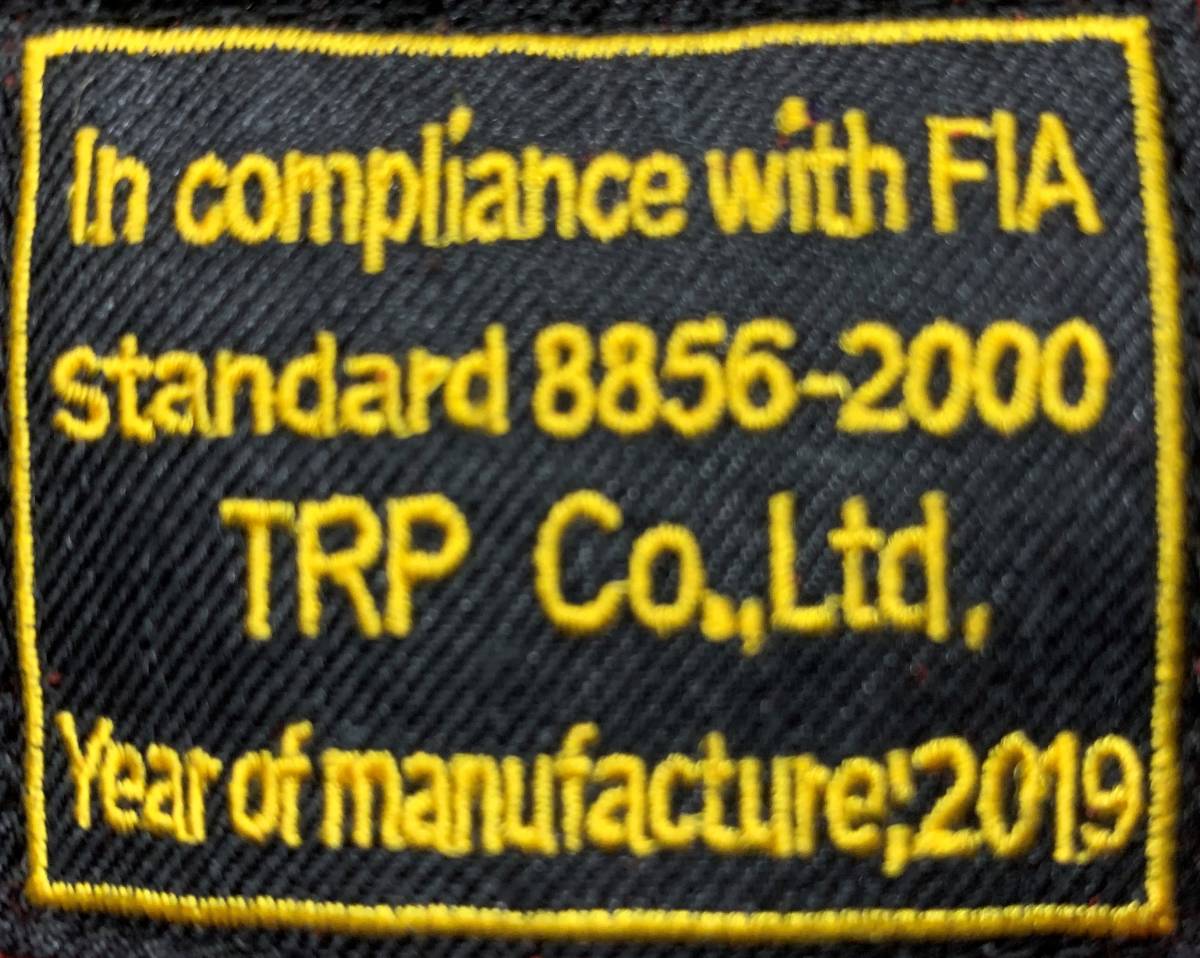 In compliance with FIA
standard 8856-2000
TRP Co.,Ltd,
Year of manufacture;2019